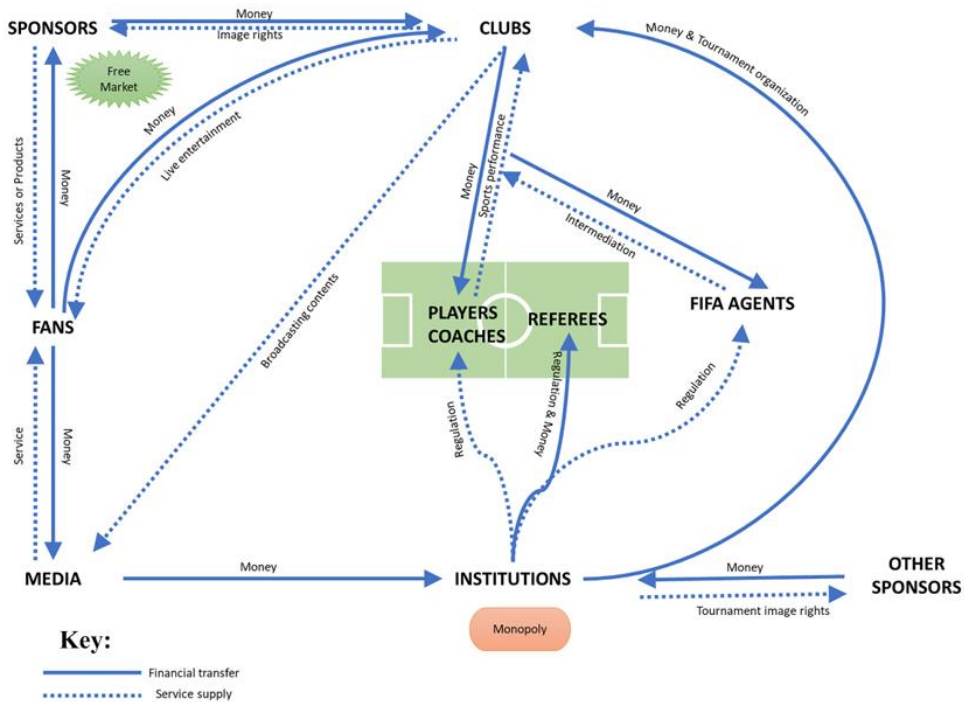 SPONSORS
Money
Image rights
CLUBS
Free
Market
Money & Tournament organization
Money
Live entertainment
Services or Products
Money
Money
Sports performance
Money
Intermediation
Broadcasting contents
FANS
PLAYERS
COACHES
REFEREES
FIFA AGENTS
Service
Money
Regulation
Regulation & Money
Regulation
MEDIA
Money
INSTITUTIONS
Money
OTHER
SPONSORS
Tournament image rights
Monopoly
Key:
Financial transfer
Service supply